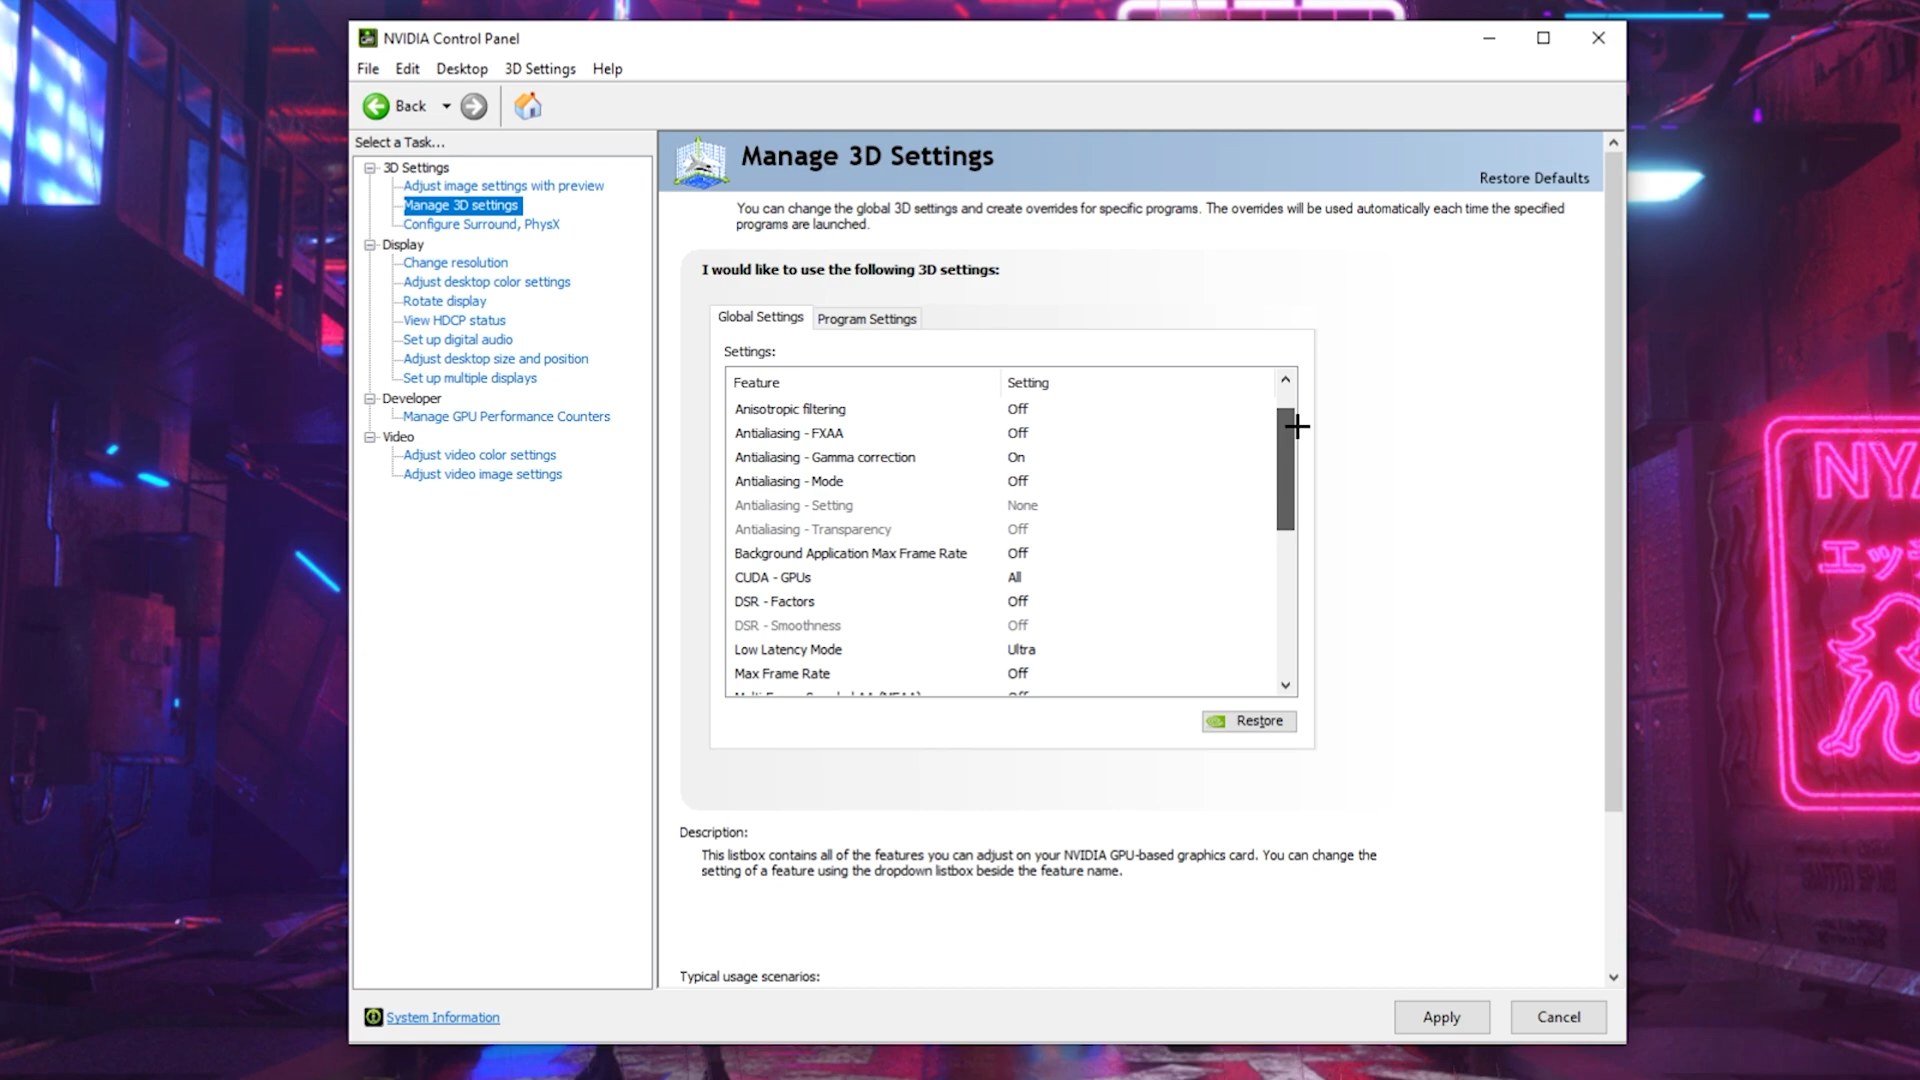 NVIDIA Control Panel
File Edit Desktop 3D Settings Help
Back
Select a Task...
3D Settings
Adjust image settings with preview
Manage 3D settings
Configure Surround, PhysX
Display
Change resolution
Adjust desktop color settings
Rotate display
View HDCP status
Set up digital audio
Adjust desktop size and position
Set up multiple displays
Developer
Manage GPU Performance Counters
Video
Adjust video color settings
Adjust video image settings
System Information
Manage 3D Settings
Restore Defaults
You can change the global 3D settings and create overrides for specific programs. The overrides will be used automatically each time the specified
programs are launched.
I would like to use the following 3D settings:
Global Settings Program Settings
Settings:
Feature Setting
Anisotropic filtering Off
Antialiasing - FXAA Off
Antialiasing - Gamma correction On
Antialiasing - Mode Off
Antialiasing - Setting None
Antialiasing - Transparency Off
Background Application Max Frame Rate Off
CUDA - GPUs All
DSR - Factors Off
DSR - Smoothness Off
Low Latency Mode Ultra
Max Frame Rate Off
Restore
Description:
This listbox contains all of the features you can adjust on your NVIDIA GPU-based graphics card. You can change the
setting of a feature using the dropdown listbox beside the feature name.
Typical usage scenarios:
Apply Cancel
NY
エッ